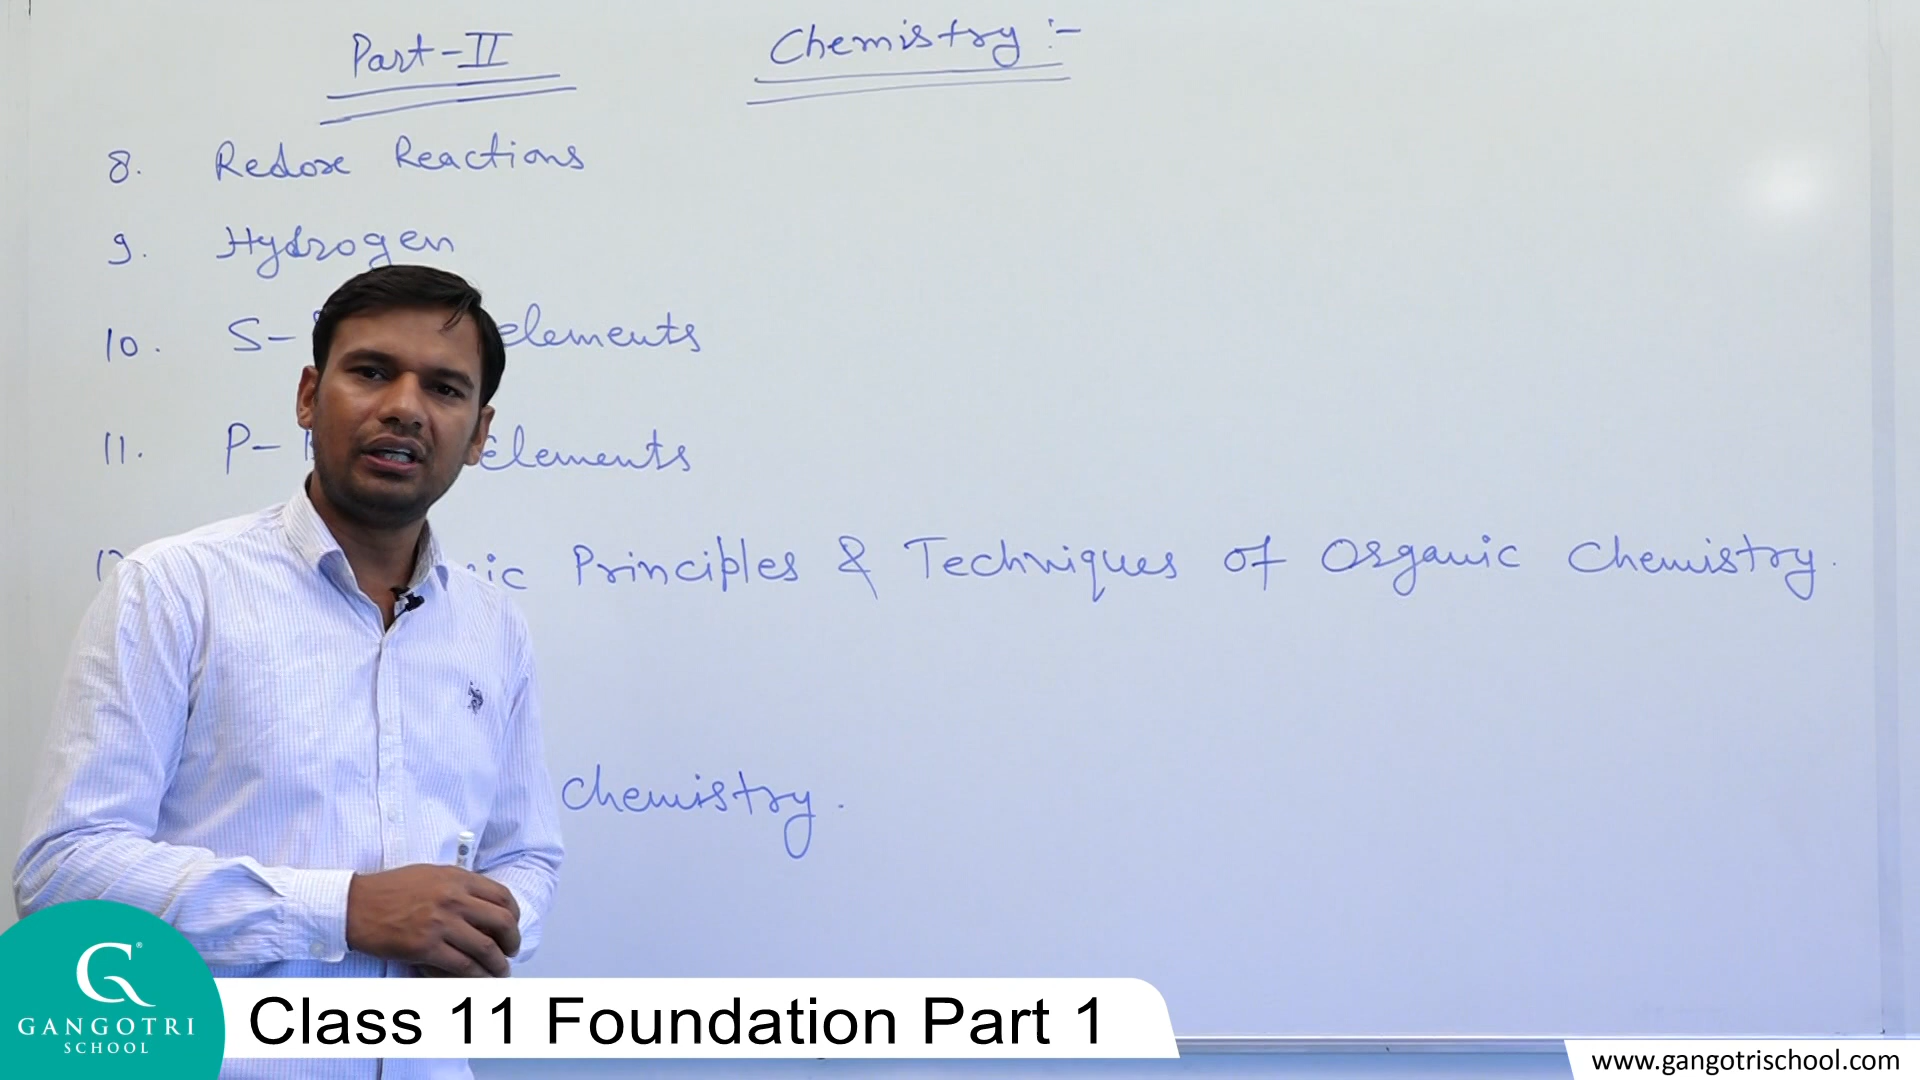 Part-II Chemistry :-
8. Redox Reactions
9. Hydrogen
10. S- elements
11. P- elements
Principles & Techniques of Organic Chemistry.
Chemistry.
G®
GANGOTRI
SCHOOL
Class 11 Foundation Part 1
www.gangotrischool.com